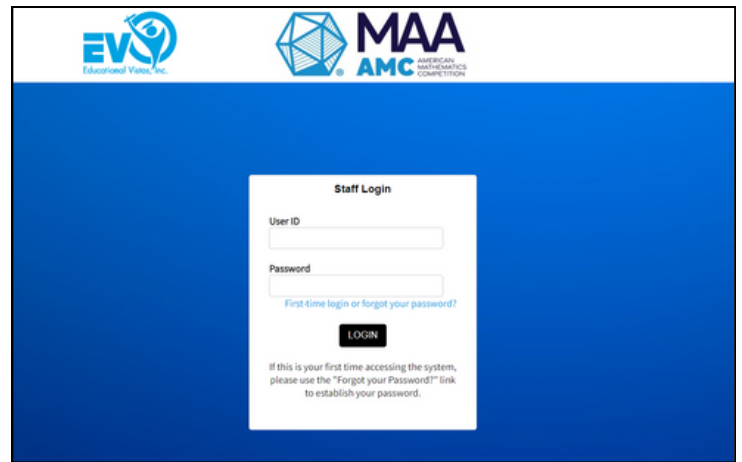 EVO
Educational Vistas, Inc.
MAA
AMC AMERICAN
MATHEMATICS
COMPETITION
Staff Login
User ID
Password
First-time login or forgot your password?
LOGIN
If this is your first time accessing the system,
please use the "Forgot your Password?" link
to establish your password.